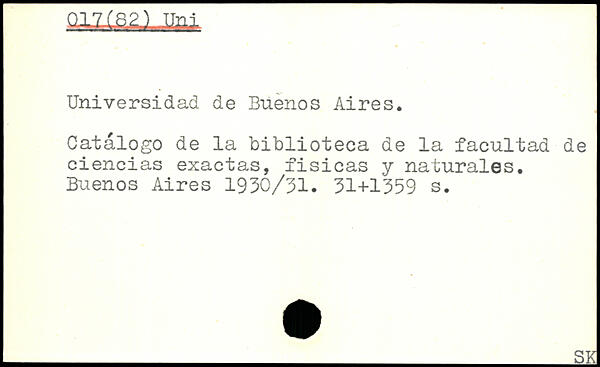 017(82) Uni
Universidad de Buenos Aires.
Catálogo de la biblioteca de la facultad de
ciencias exactas, fisicas y naturales.
Buenos Aires 1930/31. 31+1359 s.
SK